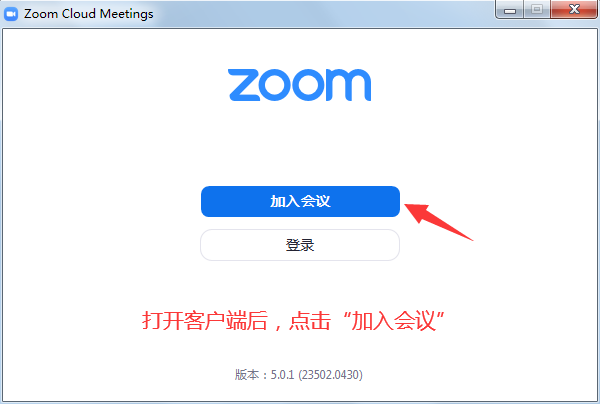 Zoom Cloud Meetings
zoom
加入会议
登录
打开客户端后，点击“加入会议”
版本：5.0.1 (23502.0430)